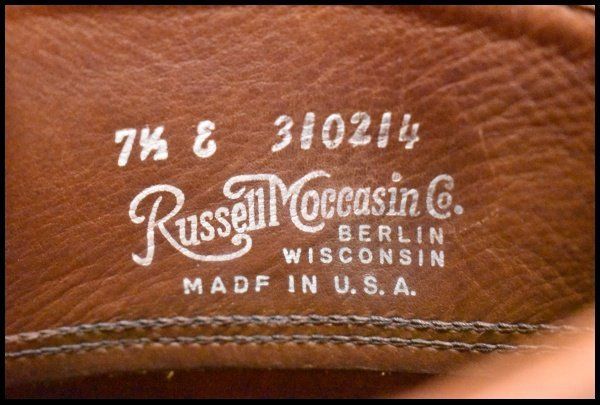 7½ E 310214
Russell Moccasin Co.
BERLIN
WISCONSIN
MADF IN U.S.A.